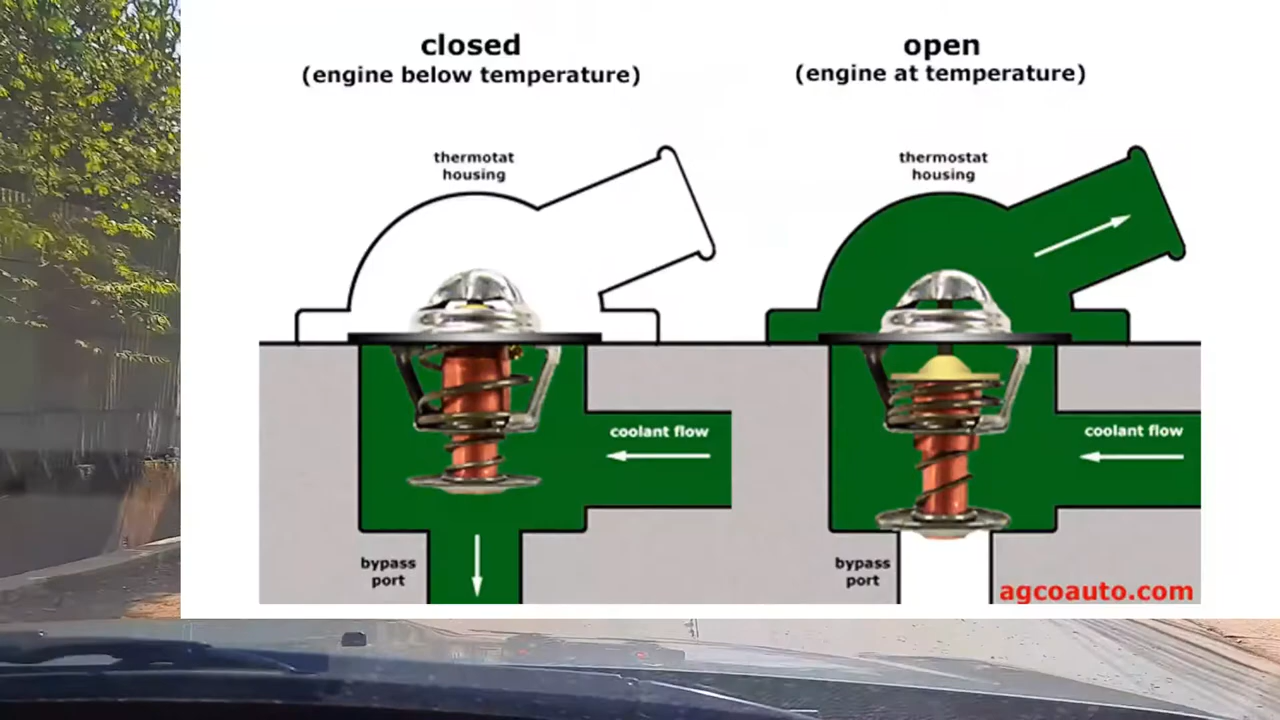 closed
(engine below temperature)
thermotat
housing
coolant flow
bypass
port
open
(engine at temperature)
thermostat
housing
coolant flow
bypass
port
agcoauto.com